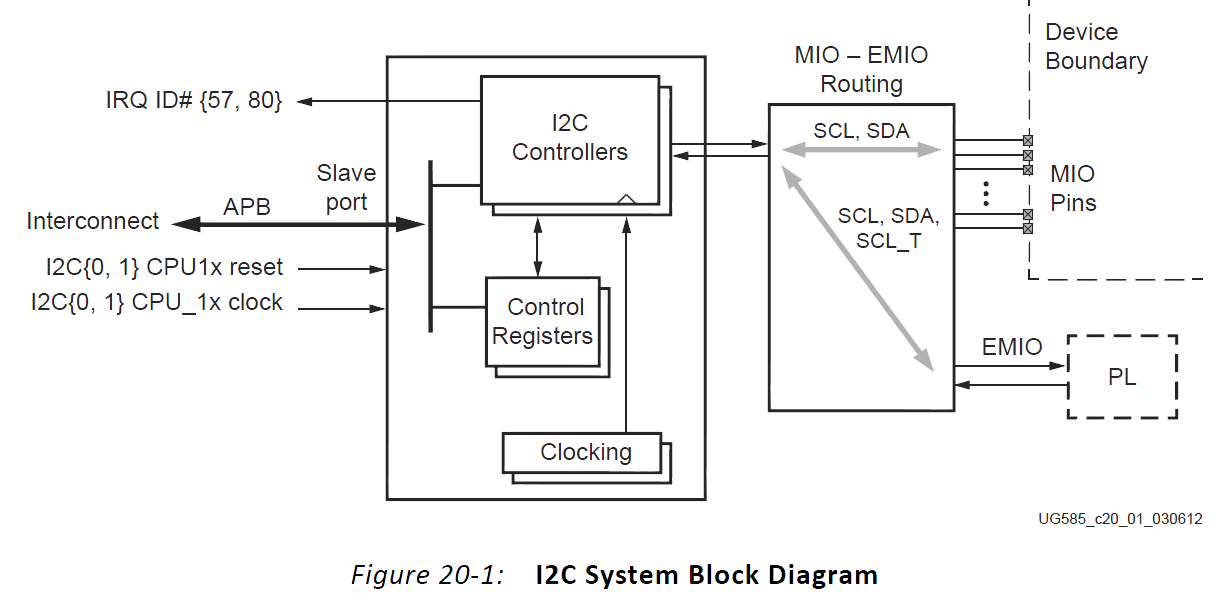 Device
Boundary
MIO – EMIO
Routing
IRQ ID# {57, 80}
I2C
Controllers
SCL, SDA
Slave
port
MIO
Pins
APB
Interconnect
SCL, SDA,
SCL_T
I2C{0, 1} CPU1x reset
I2C{0, 1} CPU_1x clock
Control
Registers
EMIO
PL
Clocking
UG585_c20_01_030612
Figure 20-1: I2C System Block Diagram